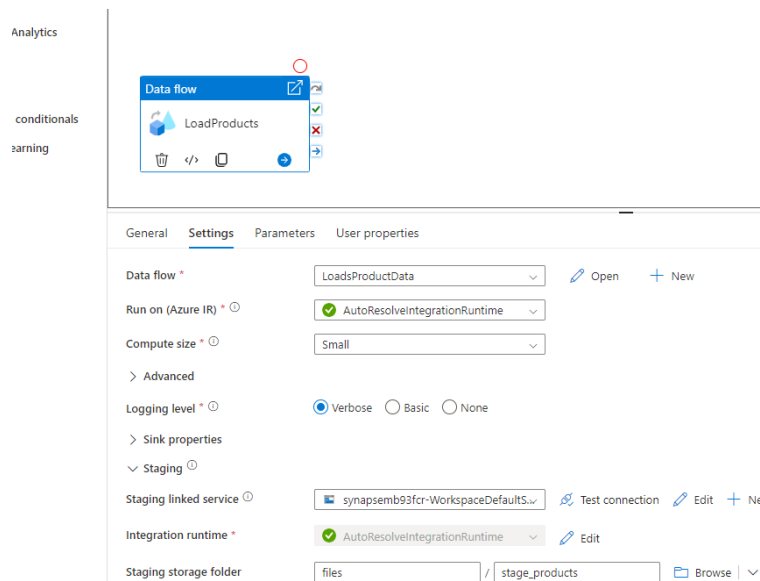 Analytics
conditionals
earning
Data flow
LoadProducts
General Settings Parameters User properties
Data flow * LoadsProductData Open New
Run on (Azure IR) * AutoResolveIntegrationRuntime
Compute size * Small
Advanced
Logging level * Verbose Basic None
Sink properties
Staging
Staging linked service synapsemb93fcr-WorkspaceDefaultS... Test connection Edit Ne
Integration runtime * AutoResolveIntegrationRuntime Edit
Staging storage folder files / stage_products Browse